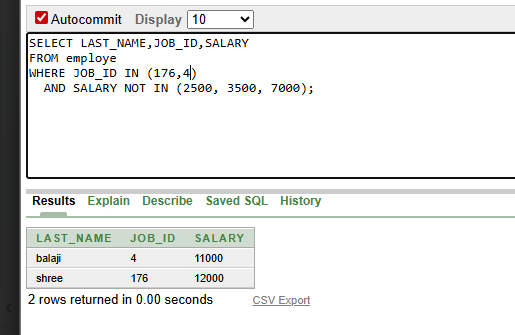 Autocommit Display 10
SELECT LAST_NAME,JOB_ID,SALARY
FROM employe
WHERE JOB_ID IN (176,4)
AND SALARY NOT IN (2500, 3500, 7000);
Results Explain Describe Saved SQL History
LAST_NAME JOB_ID SALARY
balaji 4 11000
shree 176 12000
2 rows returned in 0.00 seconds CSV Export